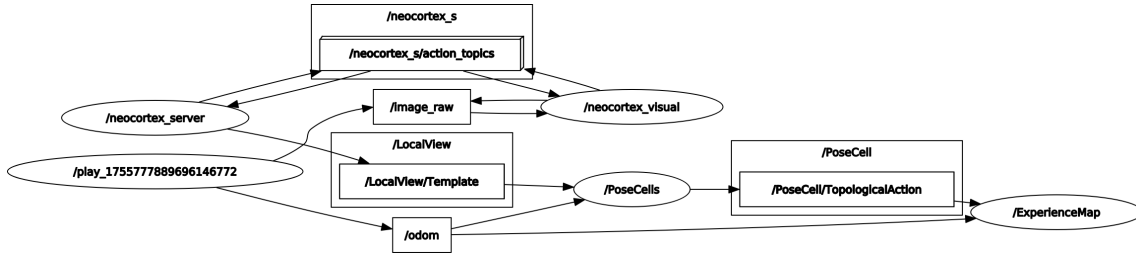 /neocortex_s
/neocortex_s/action_topics
/image_raw
/neocortex_visual
/neocortex_server
/LocalView
/play_1755777889696146772
/LocalView/Template
/PoseCells
/PoseCell
/PoseCell/TopologicalAction
/ExperienceMap
/odom